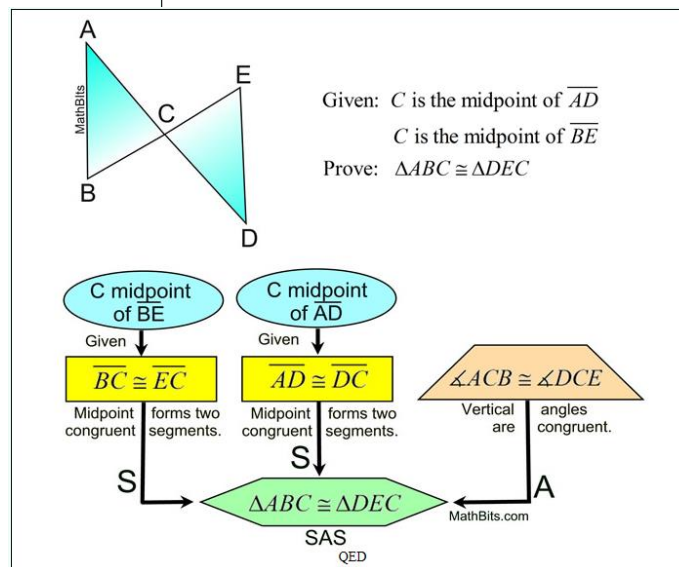 A
E
C
MathBIts
B
D
Given: C is the midpoint of AD
C is the midpoint of BE
Prove: ΔABC ≅ ΔDEC
C midpoint of BE
C midpoint of AD
Given
Given
BC ≅ EC
AD ≅ DC
∡ACB ≅ ∡DCE
Midpoint forms two
congruent segments.
Midpoint forms two
congruent segments.
Vertical angles
are congruent.
S
S
A
ΔABC ≅ ΔDEC
MathBits.com
SAS
QED